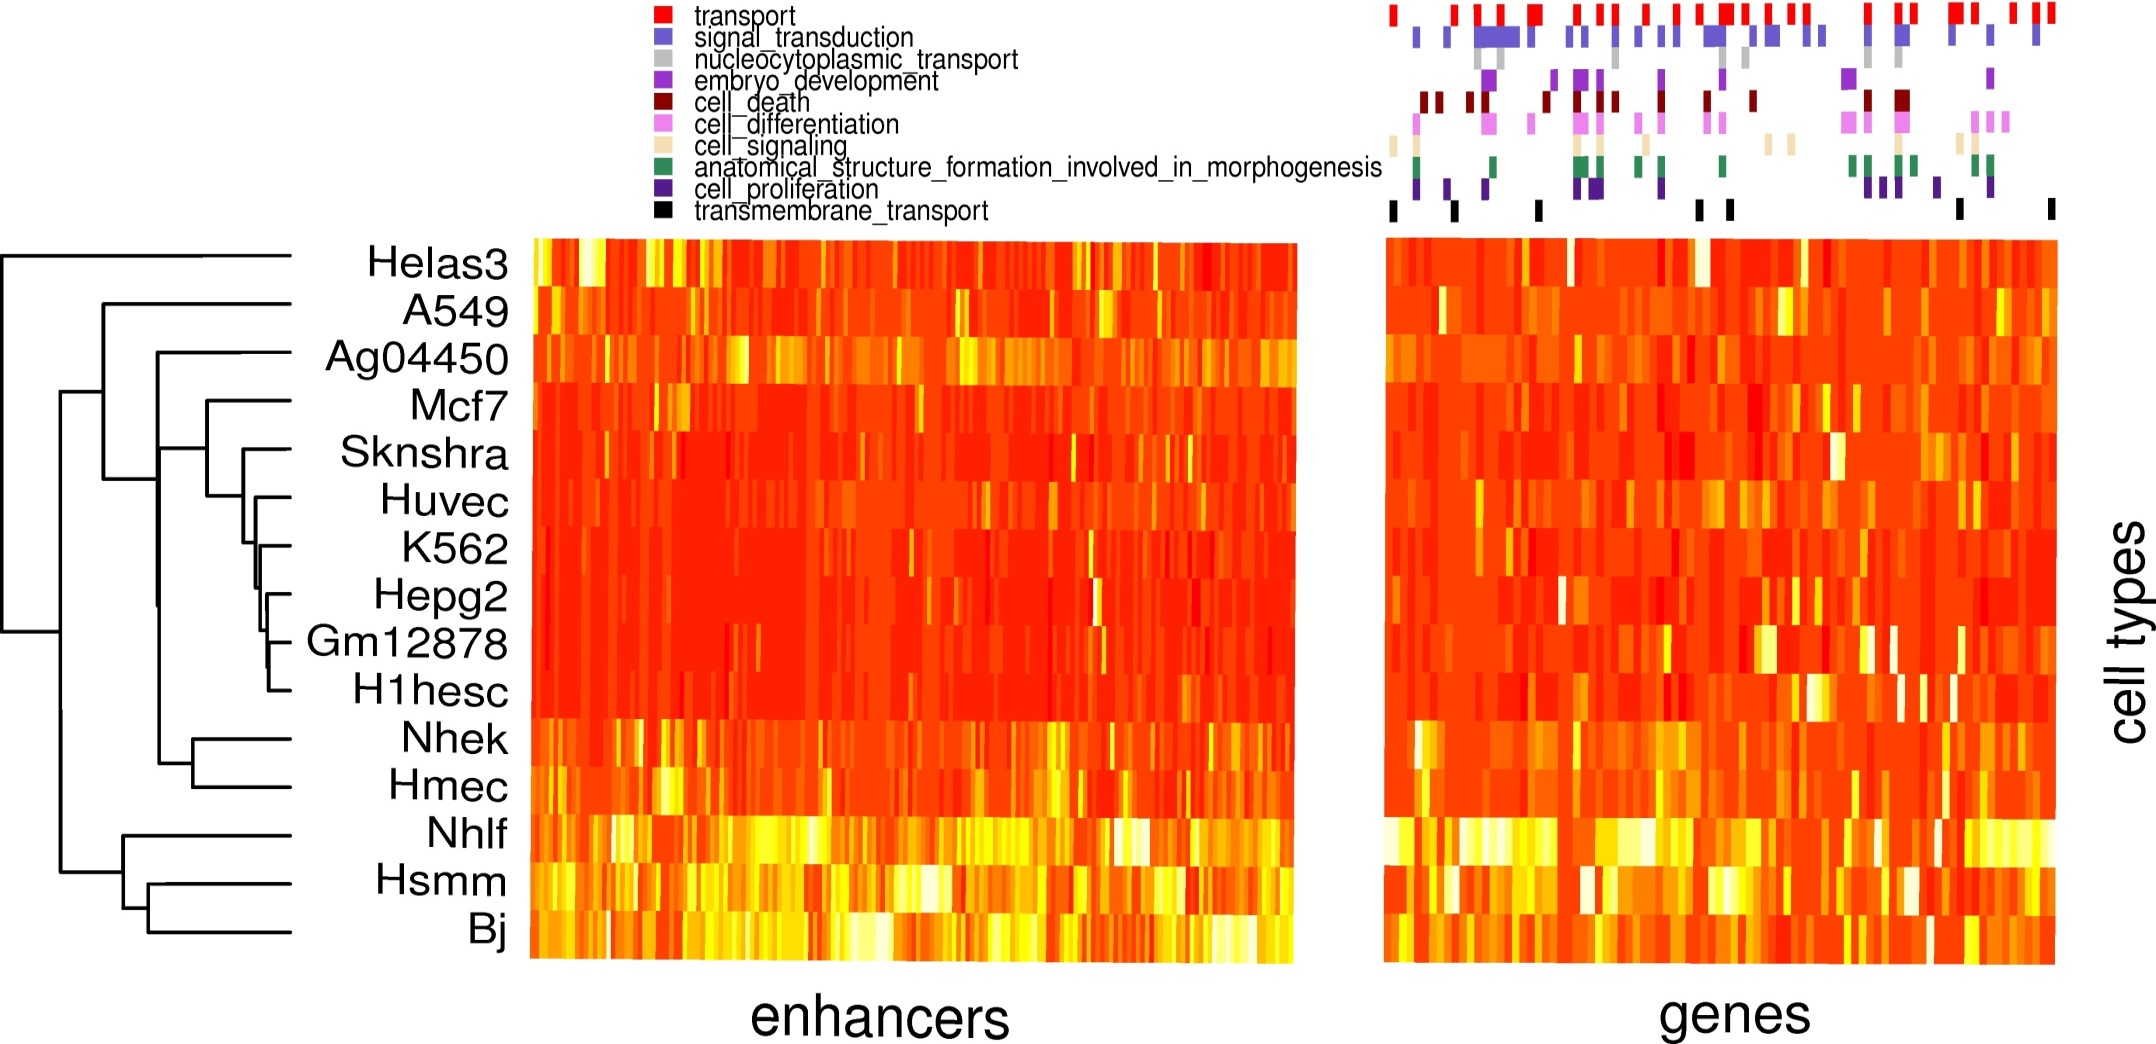 transport
signal_transduction
nucleocytoplasmic_transport
embryo_development
cell_death
cell_differentiation
cell_signaling
anatomical_structure_formation_involved_in_morphogenesis
cell_proliferation
transmembrane_transport
Helas3
A549
Ag04450
Mcf7
Sknshra
Huvec
K562
Hepg2
Gm12878
H1hesc
Nhek
Hmec
Nhlf
Hsmm
Bj
cell types
enhancers
genes